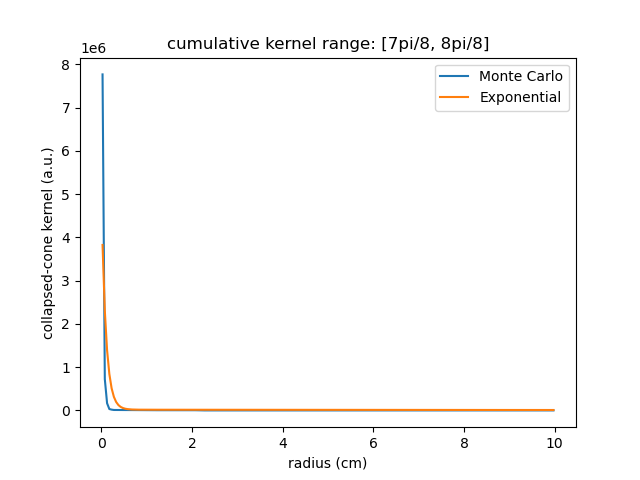 cumulative kernel range: [7pi/8, 8pi/8]
1e6
8
7
6
5
4
3
2
1
0
collapsed-cone kernel (a.u.)
Monte Carlo
Exponential
0 2 4 6 8 10
radius (cm)